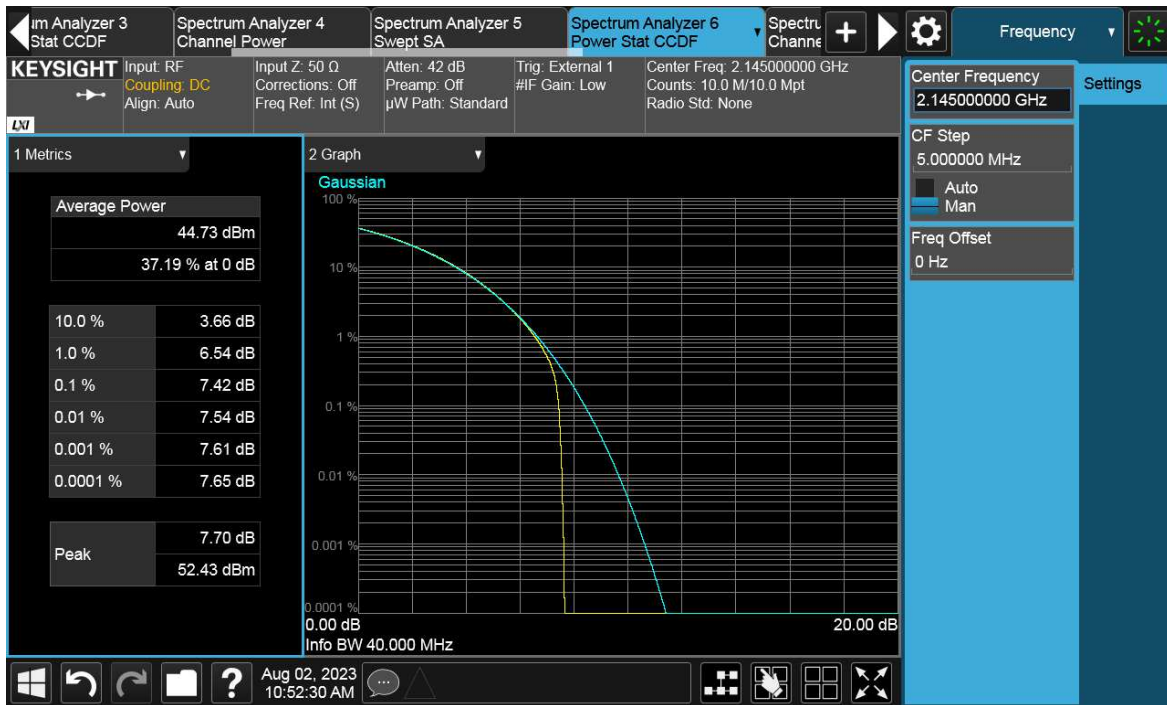 um Analyzer 3
Stat CCDF
Spectrum Analyzer 4
Channel Power
Spectrum Analyzer 5
Swept SA
Spectrum Analyzer 6
Power Stat CCDF
Spectru
Channe
+
Frequency
KEYSIGHT
LXI
Input: RF
Coupling: DC
Align: Auto
Input Z: 50 Ω
Corrections: Off
Freq Ref: Int (S)
Atten: 42 dB
Preamp: Off
µW Path: Standard
Trig: External 1
#IF Gain: Low
Center Freq: 2.145000000 GHz
Counts: 10.0 M/10.0 Mpt
Radio Std: None
Center Frequency
2.145000000 GHz
Settings
CF Step
5.000000 MHz
Auto
Man
Freq Offset
0 Hz
1 Metrics
Average Power
44.73 dBm
37.19 % at 0 dB
10.0 % 3.66 dB
1.0 % 6.54 dB
0.1 % 7.42 dB
0.01 % 7.54 dB
0.001 % 7.61 dB
0.0001 % 7.65 dB
Peak
7.70 dB
52.43 dBm
2 Graph
Gaussian
100 %
10 %
1 %
0.1 %
0.01 %
0.001 %
0.0001 %
0.00 dB 20.00 dB
Info BW 40.000 MHz
?
Aug 02, 2023
10:52:30 AM